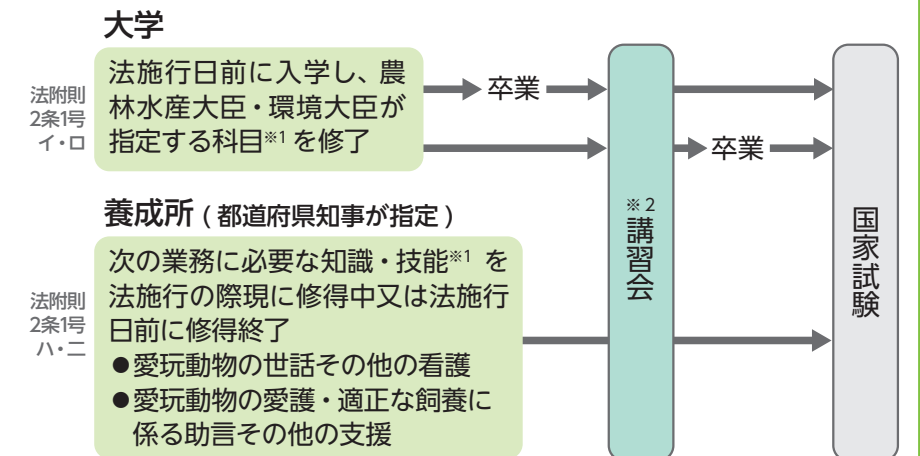 大学
法附則
2条1号
イ・ロ
法施行日前に入学し、農
林水産大臣・環境大臣が
指定する科目※1 を修了
卒業
卒業
養成所 ( 都道府県知事が指定 )
法附則
2条1号
ハ・ニ
次の業務に必要な知識・技能※1 を
法施行の際現に修得中又は法施行
日前に修得終了
●愛玩動物の世話その他の看護
●愛玩動物の愛護・適正な飼養に
係る助言その他の支援
※2
講習会
国家試験